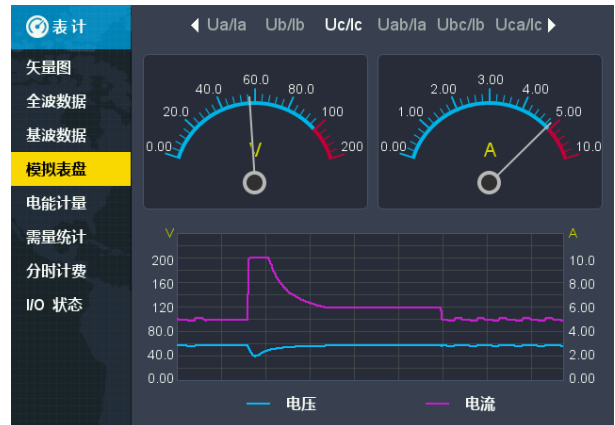 表计
Ua/Ia Ub/Ib Uc/Ic Uab/Ia Ubc/Ib Uca/Ic
矢量图
全波数据
基波数据
模拟表盘
电能计量
需量统计
分时计费
I/O 状态
0.00 20.0 40.0 60.0 80.0 100 200
V
0.00 1.00 2.00 3.00 4.00 5.00 10.0
A
V A
200 10.0
160 8.00
120 6.00
80.0 4.00
40.0 2.00
0.00 0.00
电压 电流